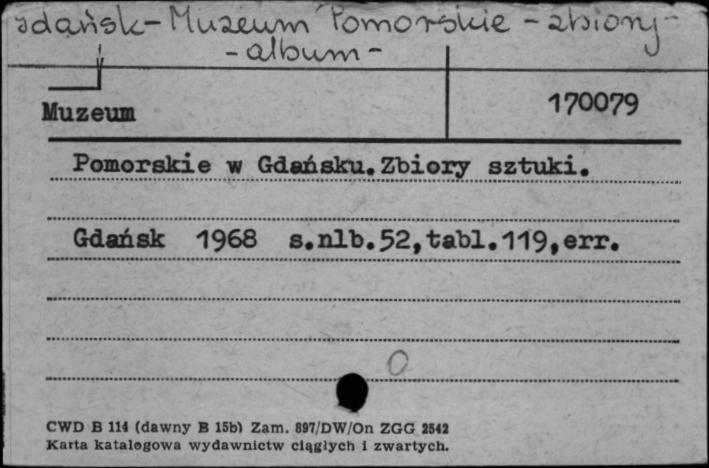 Gdańsk - Muzeum Pomorskie - zbiory -
- album -
Muzeum
170079
Pomorskie w Gdańsku.Zbiory sztuki.
Gdańsk 1968 s.nlb.52,tabl.119,err.
0
CWD B 114 (dawny B 15b) Zam. 897/DW/On ZGG 2542
Karta katalogowa wydawnictw ciągłych i zwartych.